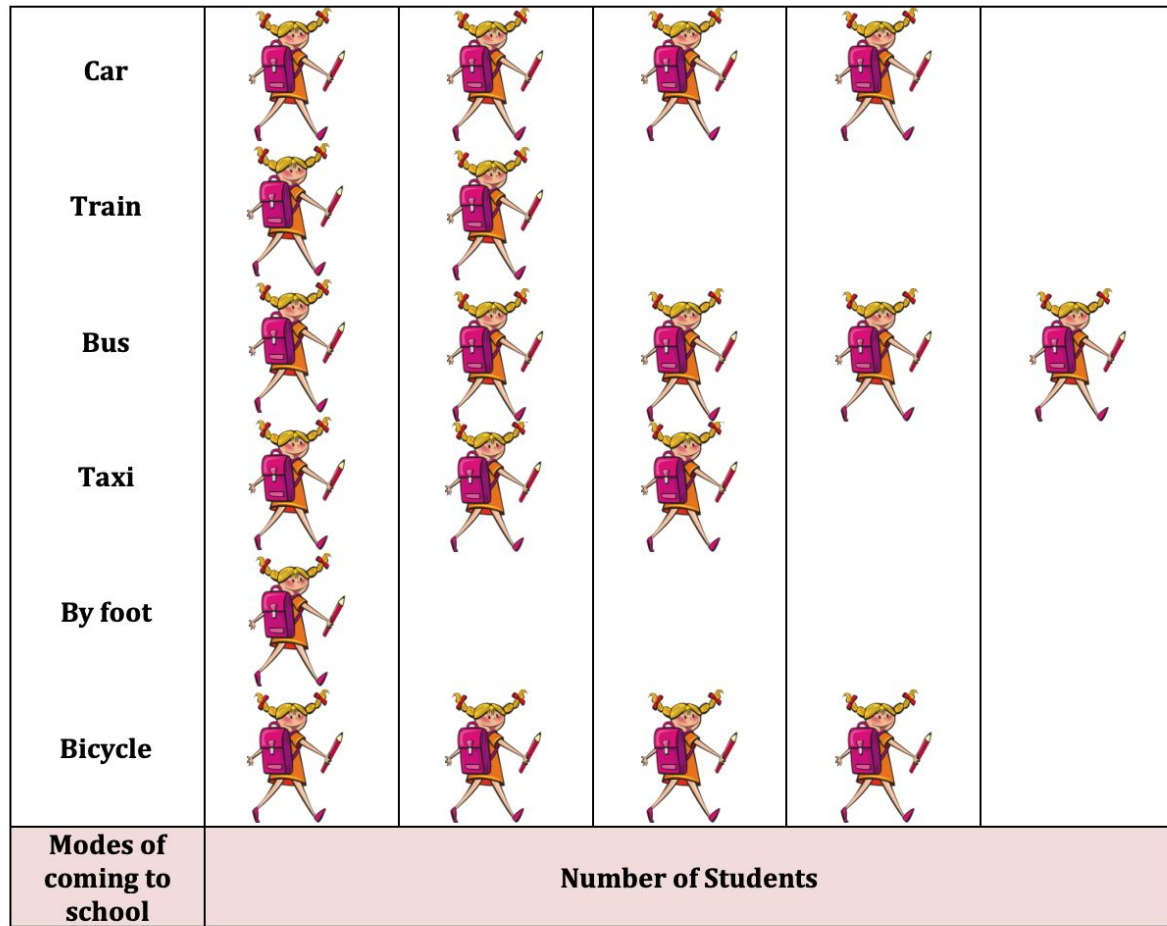 Car
Train
Bus
Taxi
By foot
Bicycle
Modes of
coming to
school
Number of Students